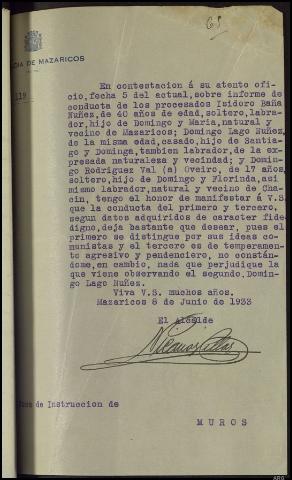 65
DIA DE MAZARICOS
119
En contestacion á su atento ofi-
cio, fecha 5 del actual, sobre informe de
conducta de los procesados Isidoro Baña
Nuñez, de 40 años de edad, soltero, labra-
dor, hijo de Domingo y María, natural y
vecino de Mazaricos; Domingo Lago Nuñez,
de la misma edad, casado, hijo de Santia-
go y Dominga, tambien labrador, de la ex-
presada naturaleza y vecindad; y Domin-
go Rodriguez Val (a) Oveiro, de 17 años,
soltero, hijo de Domingo y Florinda, asi
mismo labrador, natural y vecino de Cha-
cin, tengo el honor de manifestar á V.S.
que la conducta del primero y tercero,
segun datos adquiridos de caracter fide-
digno, deja bastante que desear, pues el
primero se distingue por sus ideas co-
munistas y el tercero es de temperamen-
to agresivo y pendenciero, no constán-
dome, en cambio, nada que perjudique la
que viene observando el segundo, Domin-
go Lago Nuñez.
Viva V.S. muchos años.
Mazaricos 8 de Junio de 1933
El Alcalde
de Instruccion de
MUROS